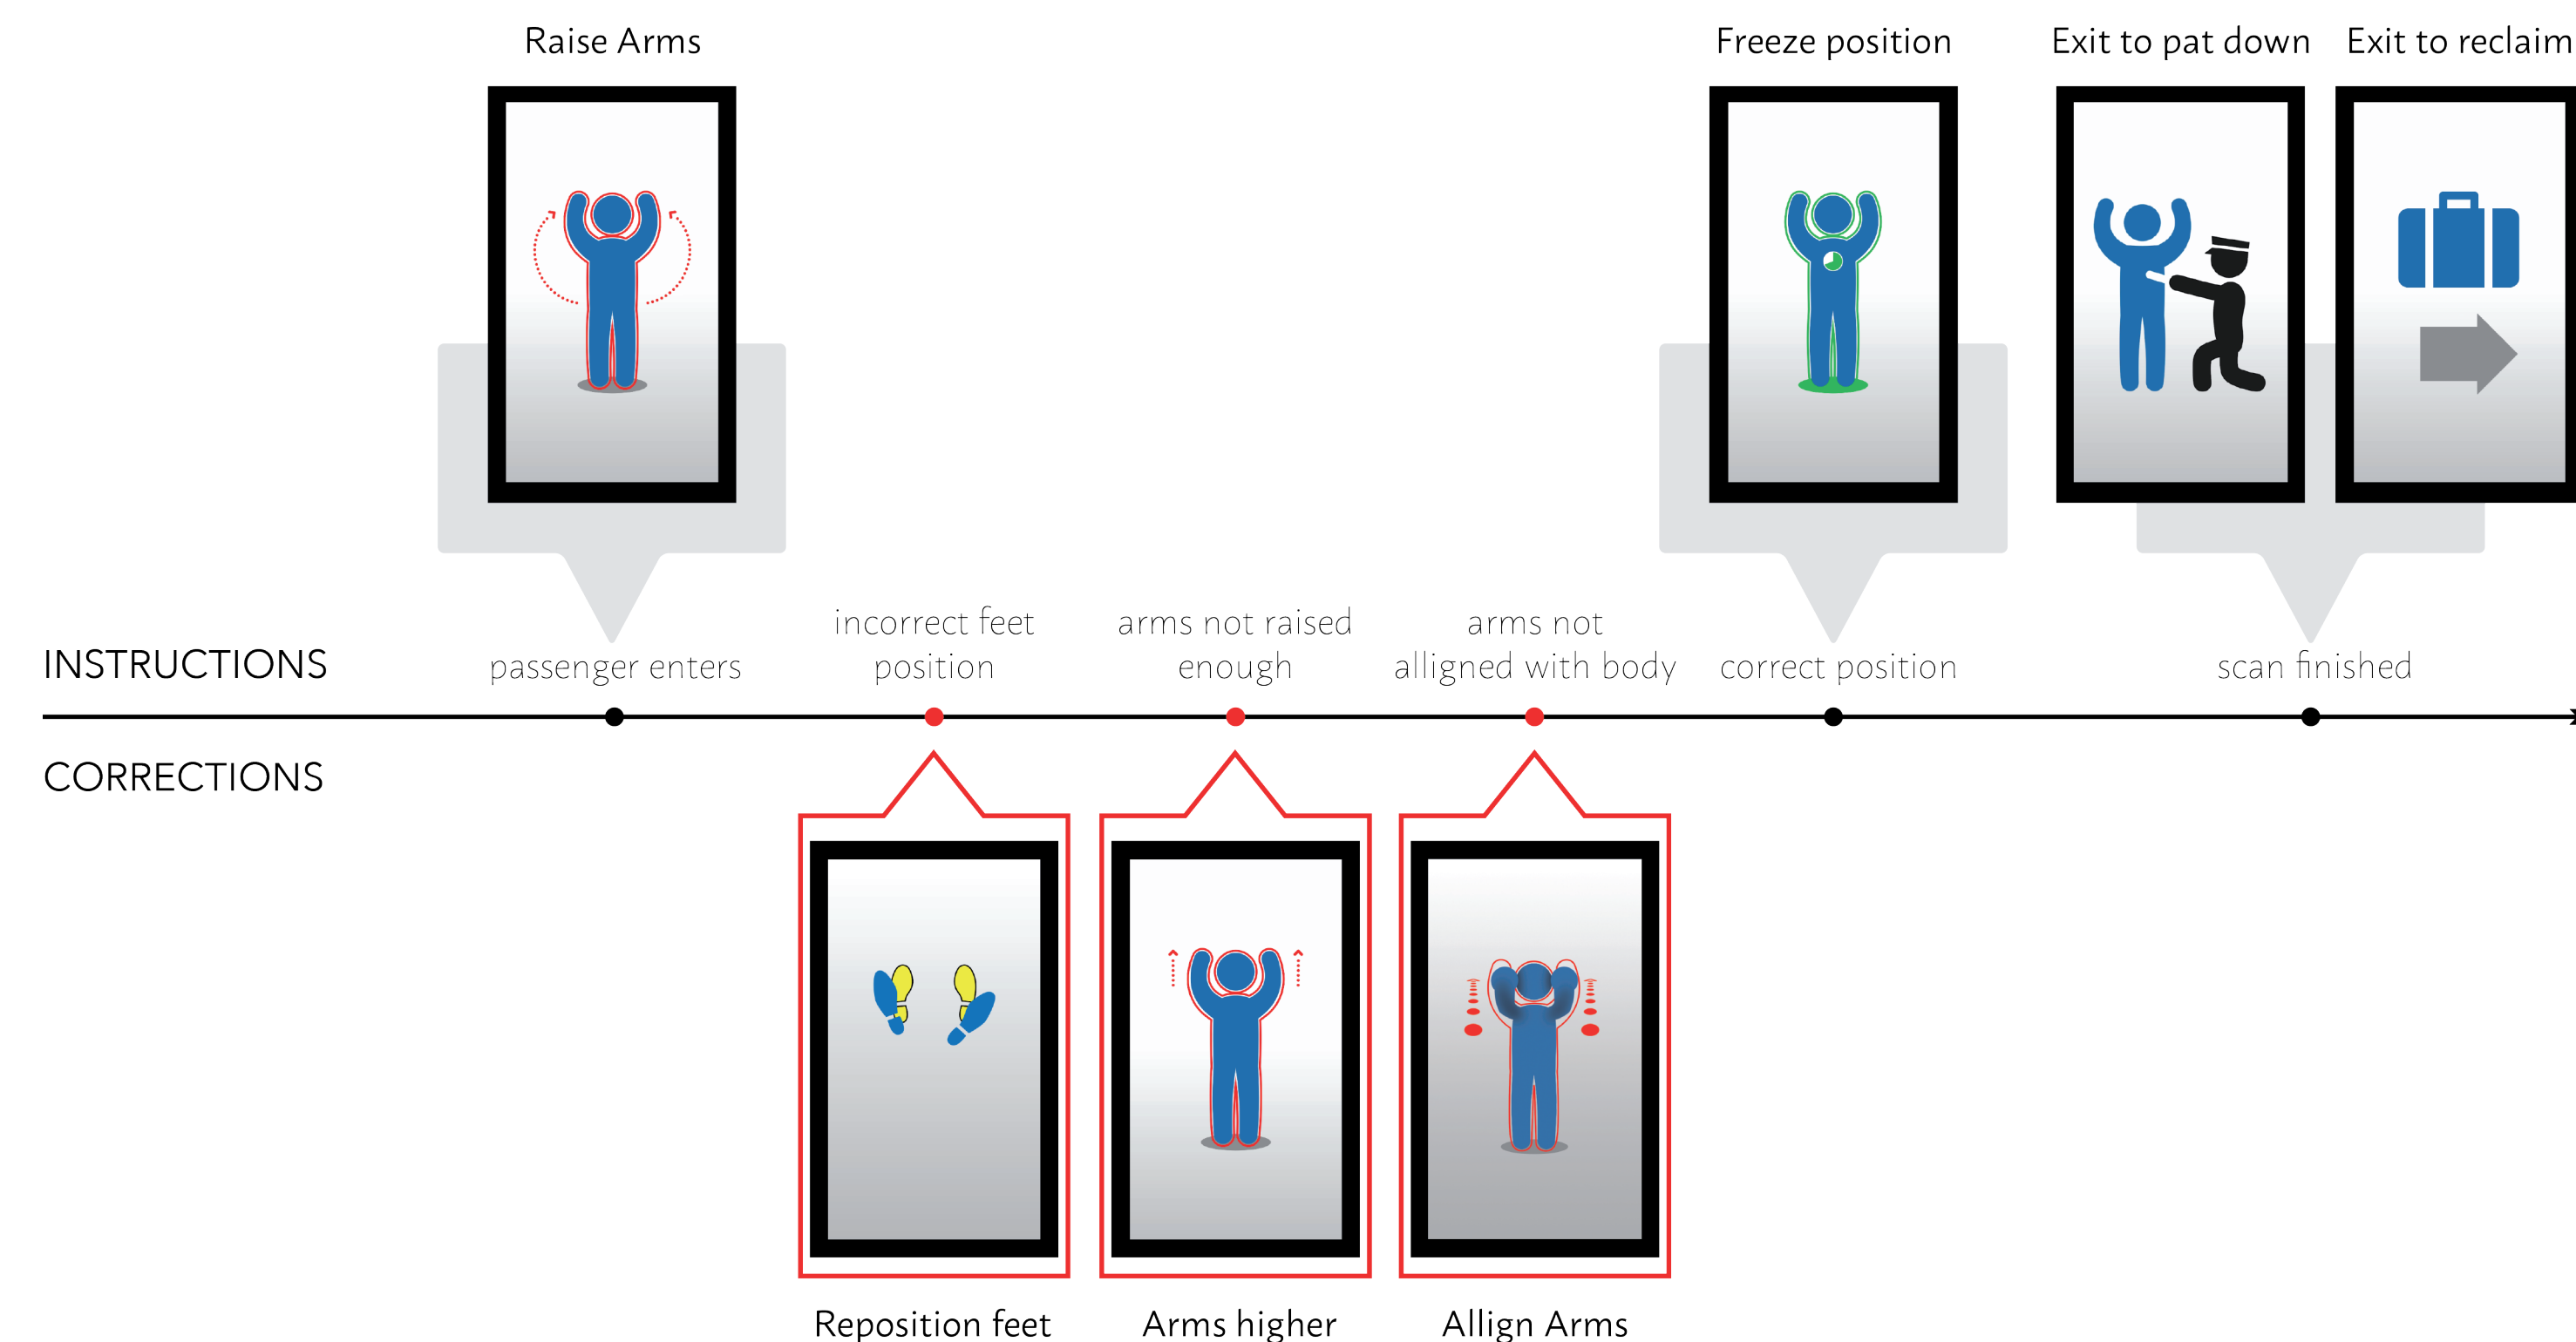 Raise Arms
Freeze position
Exit to pat down
Exit to reclaim
INSTRUCTIONS
passenger enters
incorrect feet
position
arms not raised
enough
arms not
alligned with body
correct position
scan finished
CORRECTIONS
Reposition feet
Arms higher
Allign Arms